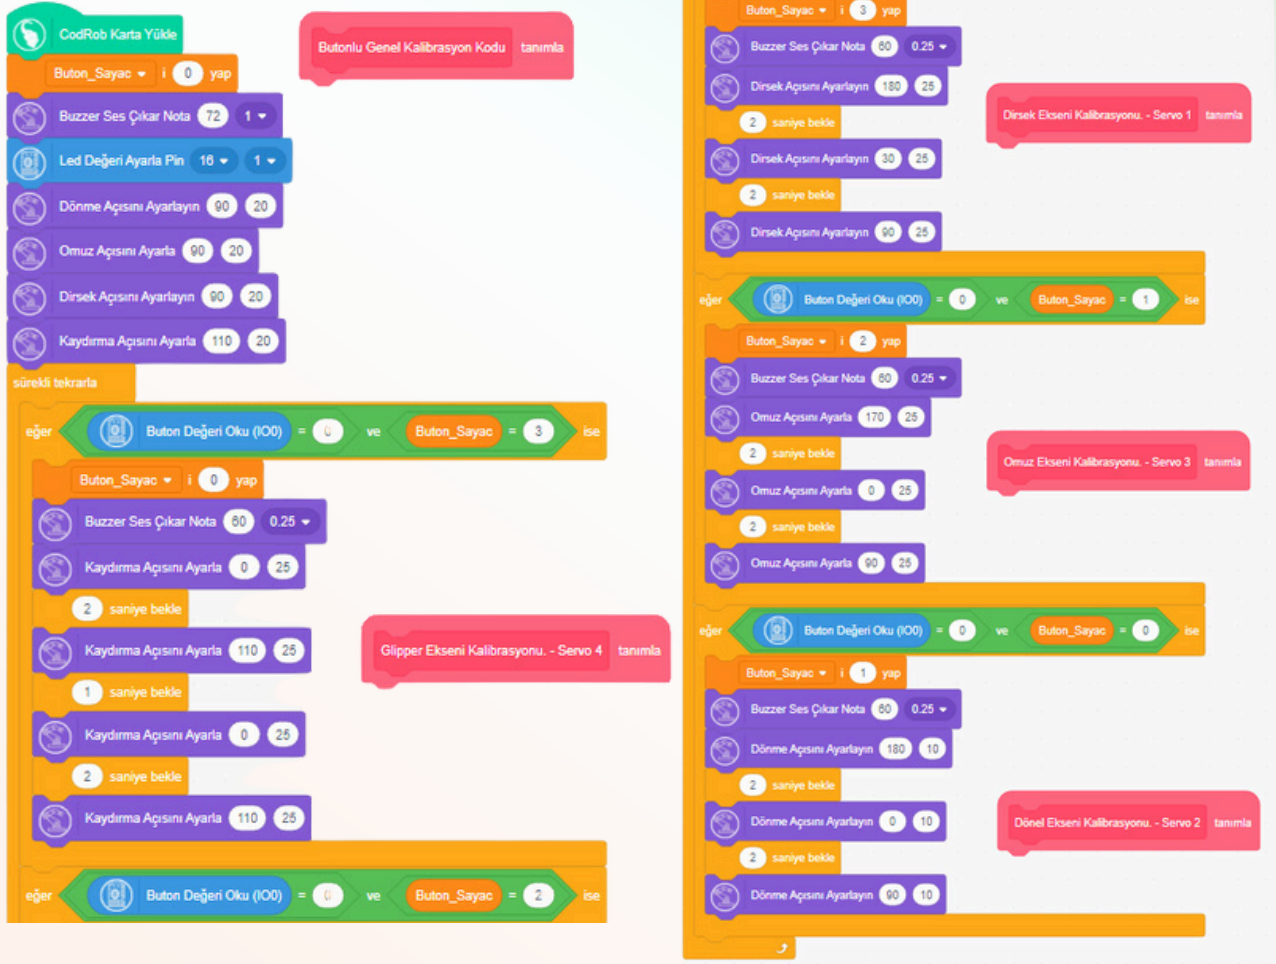 CodRob Karta Yükle
Buton_Sayac i 0 yap
Buzzer Ses Çıkar Nota 72 1
Led Değeri Ayarla Pin 16 1
Dönme Açısını Ayarlayın 90 20
Omuz Açısını Ayarla 90 20
Dirsek Açısını Ayarlayın 90 20
Kaydırma Açısını Ayarla 110 20
sürekli tekrarla
eğer Buton Değeri Oku (IO0) = 0 ve Buton_Sayac = 3 ise
Buton_Sayac i 0 yap
Buzzer Ses Çıkar Nota 60 0.25
Kaydırma Açısını Ayarla 0 25
2 saniye bekle
Kaydırma Açısını Ayarla 110 25
1 saniye bekle
Kaydırma Açısını Ayarla 0 25
2 saniye bekle
Kaydırma Açısını Ayarla 110 25
eğer Buton Değeri Oku (IO0) = 0 ve Buton_Sayac = 2 ise
Butonlu Genel Kalibrasyon Kodu tanımla
Glipper Ekseni Kalibrasyonu. - Servo 4 tanımla
Buton_Sayac i 3 yap
Buzzer Ses Çıkar Nota 60 0.25
Dirsek Açısını Ayarlayın 180 25
2 saniye bekle
Dirsek Açısını Ayarlayın 30 25
2 saniye bekle
Dirsek Açısını Ayarlayın 90 25
eğer Buton Değeri Oku (IO0) = 0 ve Buton_Sayac = 1 ise
Buton_Sayac i 2 yap
Buzzer Ses Çıkar Nota 60 0.25
Omuz Açısını Ayarla 170 25
2 saniye bekle
Omuz Açısını Ayarla 0 25
2 saniye bekle
Omuz Açısını Ayarla 90 25
eğer Buton Değeri Oku (IO0) = 0 ve Buton_Sayac = 0 ise
Buton_Sayac i 1 yap
Buzzer Ses Çıkar Nota 60 0.25
Dönme Açısını Ayarlayın 180 10
2 saniye bekle
Dönme Açısını Ayarlayın 0 10
2 saniye bekle
Dönme Açısını Ayarlayın 90 10
Dirsek Ekseni Kalibrasyonu. - Servo 1 tanımla
Omuz Ekseni Kalibrasyonu. - Servo 3 tanımla
Dönel Ekseni Kalibrasyonu. - Servo 2 tanımla